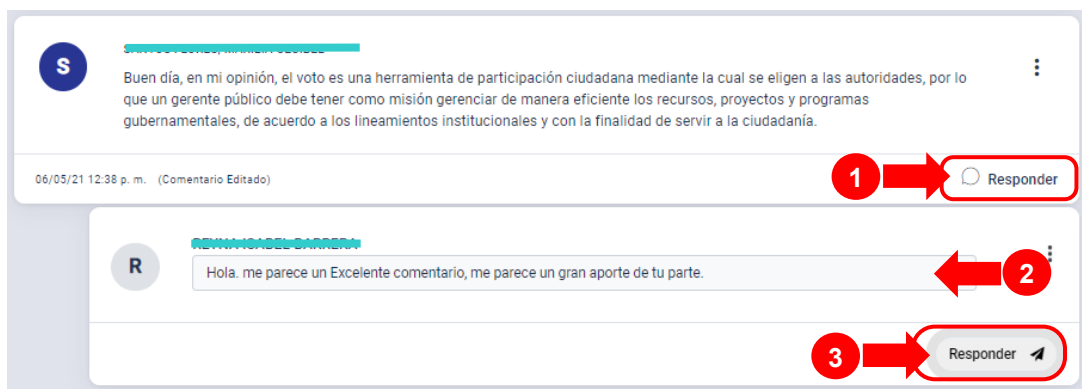 S
Buen día, en mi opinión, el voto es una herramienta de participación ciudadana mediante la cual se eligen a las autoridades, por lo
que un gerente público debe tener como misión gerenciar de manera eficiente los recursos, proyectos y programas
gubernamentales, de acuerdo a los lineamientos institucionales y con la finalidad de servir a la ciudadanía.
06/05/21 12:38 p. m. (Comentario Editado)
1
Responder
R
Hola. me parece un Excelente comentario, me parece un gran aporte de tu parte.
2
3
Responder